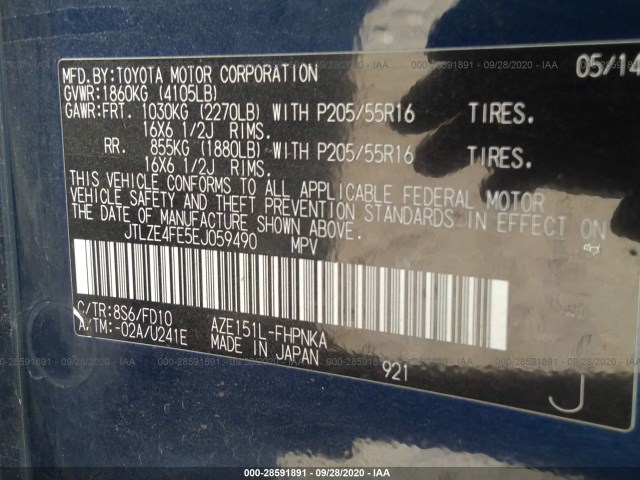 MFD.BY:TOYOTA MOTOR CORPORATION 05/14
GVWR:1860KG (4105LB)
GAWR:FRT. 1030KG (2270LB) WITH P205/55R16 TIRES.
16X6 1/2J RIMS.
RR. 855KG (1880LB) WITH P205/55R16 TIRES.
16X6 1/2J RIMS.
THIS VEHICLE CONFORMS TO ALL APPLICABLE FEDERAL MOTOR
VEHICLE SAFETY AND THEFT PREVENTION STANDARDS IN EFFECT ON
THE DATE OF MANUFACTURE SHOWN ABOVE.
JTLZE4FE5EJ059490 MPV
C/TR:8S6/FD10 AZE151L-FHPNKA
A/TM:-02A/U241E MADE IN JAPAN
921 J
000-28591891 - 09/28/2020 - IAA